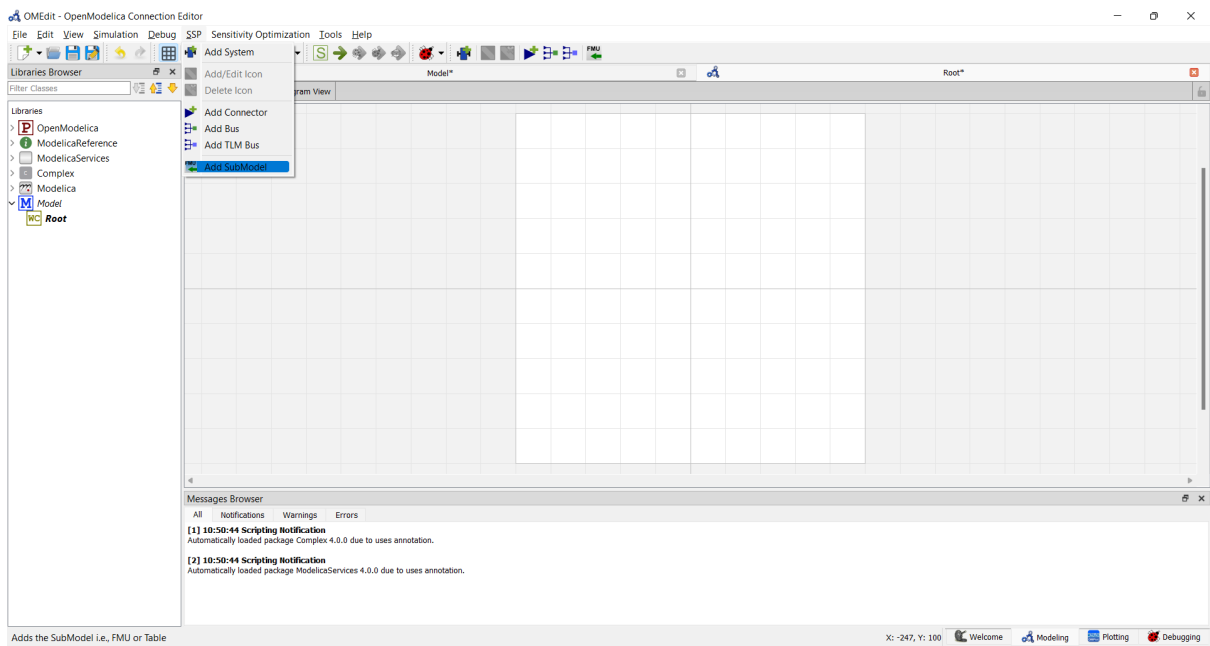 OMEdit - OpenModelica Connection Editor
File Edit View Simulation Debug SSP Sensitivity Optimization Tools Help
S FMU
Libraries Browser
Filter Classes
Libraries
P OpenModelica
i ModelicaReference
ModelicaServices
C Complex
Modelica
M Model
WC Root
Add System
Add/Edit Icon
Delete Icon
Add Connector
Add Bus
Add TLM Bus
FMU Add SubModel
Model*
Root*
gram View
Messages Browser
All Notifications Warnings Errors
[1] 10:50:44 Scripting Notification
Automatically loaded package Complex 4.0.0 due to uses annotation.
[2] 10:50:44 Scripting Notification
Automatically loaded package ModelicaServices 4.0.0 due to uses annotation.
Adds the SubModel i.e., FMU or Table
X: -247, Y: 100 Welcome Modeling Plotting Debugging